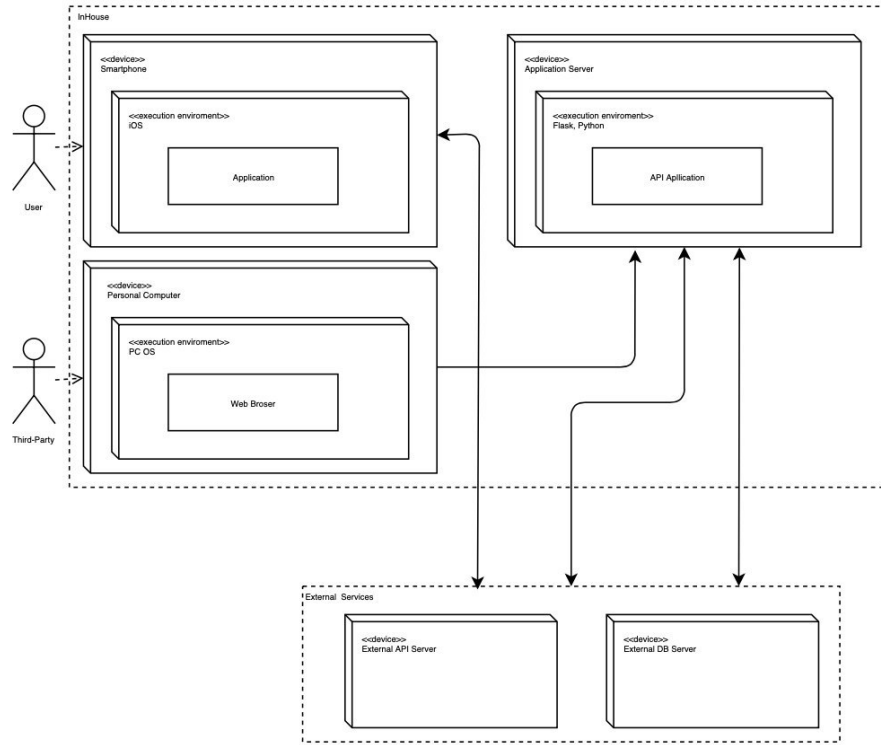 InHouse
<<device>>
Smartphone
<<execution enviroment>>
iOS
Application
User
<<device>>
Application Server
<<execution enviroment>>
Flask, Python
API Apllication
<<device>>
Personal Computer
<<execution enviroment>>
PC OS
Web Broser
Third-Party
External Services
<<device>>
External API Server
<<device>>
External DB Server